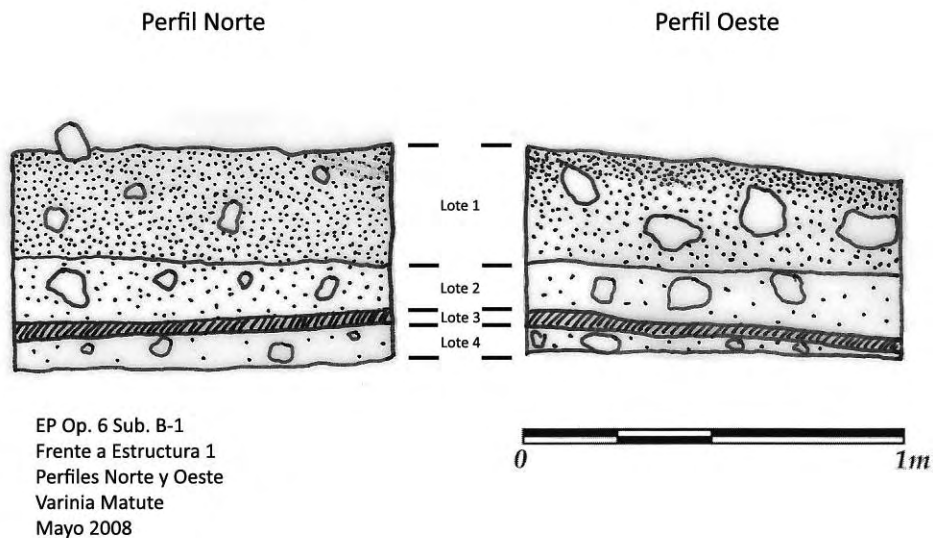 Perfil Norte
Perfil Oeste
Lote 1
Lote 2
Lote 3
Lote 4
EP Op. 6 Sub. B-1
Frente a Estructura 1
Perfiles Norte y Oeste
Varinia Matute
Mayo 2008
0
1m